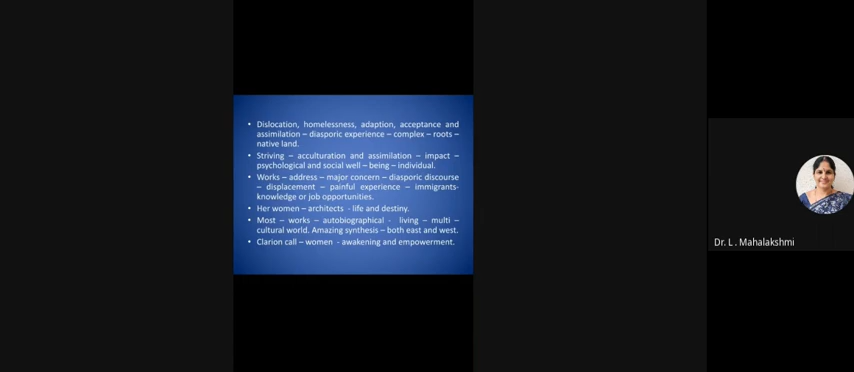 • Dislocation, homelessness, adaption, acceptance and
assimilation – diasporic experience – complex – roots –
native land.
• Striving – acculturation and assimilation – impact –
psychological and social well – being – individual.
• Works – address – major concern – diasporic discourse
– displacement – painful experience – immigrants-
knowledge or job opportunities.
• Her women – architects - life and destiny.
• Most – works – autobiographical - living – multi –
cultural world. Amazing synthesis – both east and west.
• Clarion call – women - awakening and empowerment.
Dr. L . Mahalakshmi